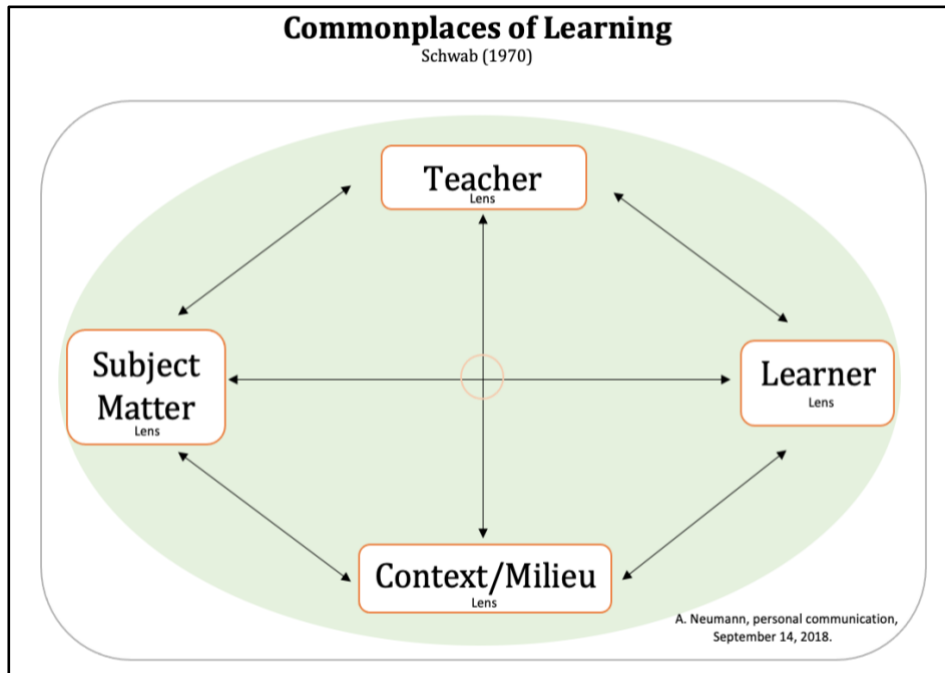 Commonplaces of Learning
Schwab (1970)
Teacher
Lens
Subject
Matter
Lens
Learner
Lens
Context/Milieu
Lens
A. Neumann, personal communication,
September 14, 2018.